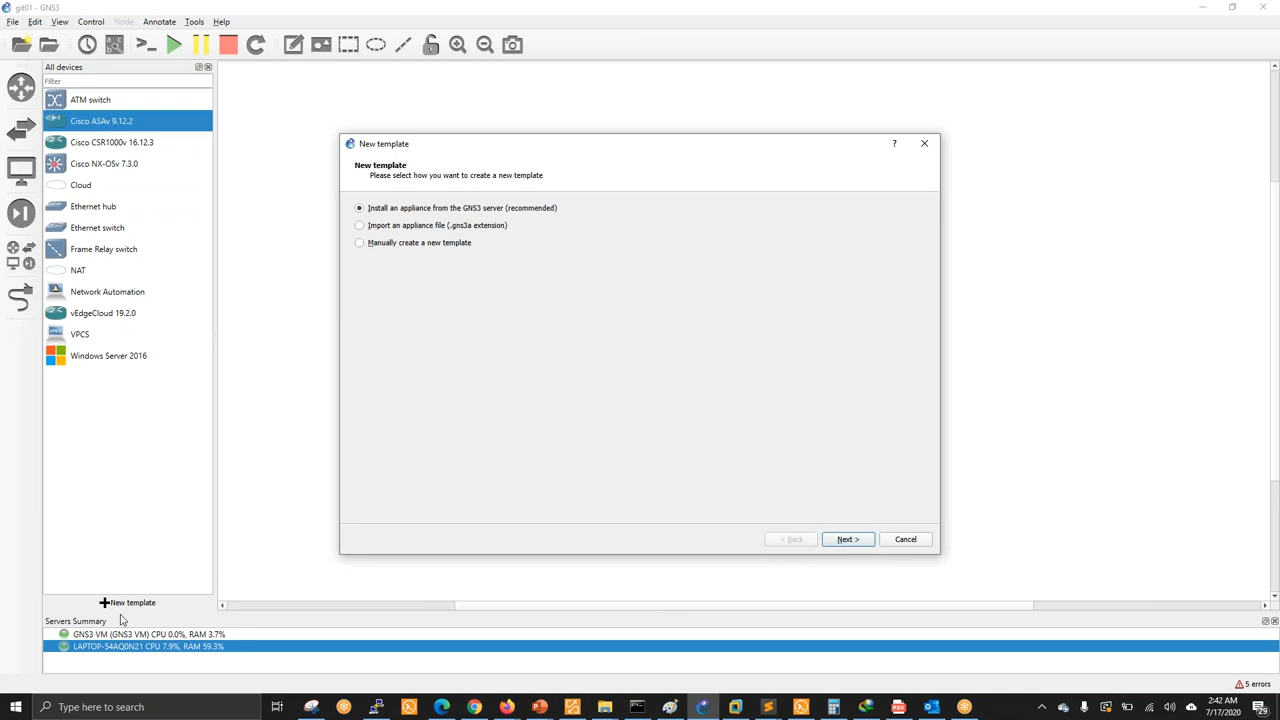 git01 - GNS3
File Edit View Control Node Annotate Tools Help
All devices
Filter
ATM switch
Cisco ASAv 9.12.2
Cisco CSR1000v 16.12.3
Cisco NX-OSv 7.3.0
Cloud
Ethernet hub
Ethernet switch
Frame Relay switch
NAT
Network Automation
vEdgeCloud 19.2.0
VPCS
Windows Server 2016
New template
New template
New template
Please select how you want to create a new template
Install an appliance from the GNS3 server (recommended)
Import an appliance file (.gns3a extension)
Manually create a new template
< Back Next > Cancel
Servers Summary
GNS3 VM (GNS3 VM) CPU 0.0%, RAM 3.7%
LAPTOP-54AQ0N21 CPU 7.9%, RAM 59.3%
5 errors
Type here to search
2:42 AM
7/17/2020
29